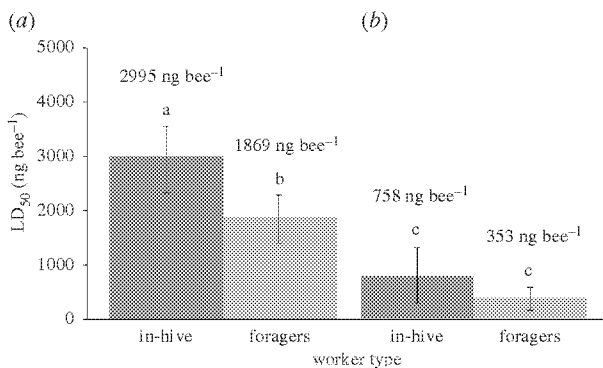 (a) (b)
5000
4000
3000
2000
1000
0
LD50 (ng bee−1)
2995 ng bee−1
a
1869 ng bee−1
b
758 ng bee−1
c
353 ng bee−1
c
in-hive foragers in-hive foragers
worker type